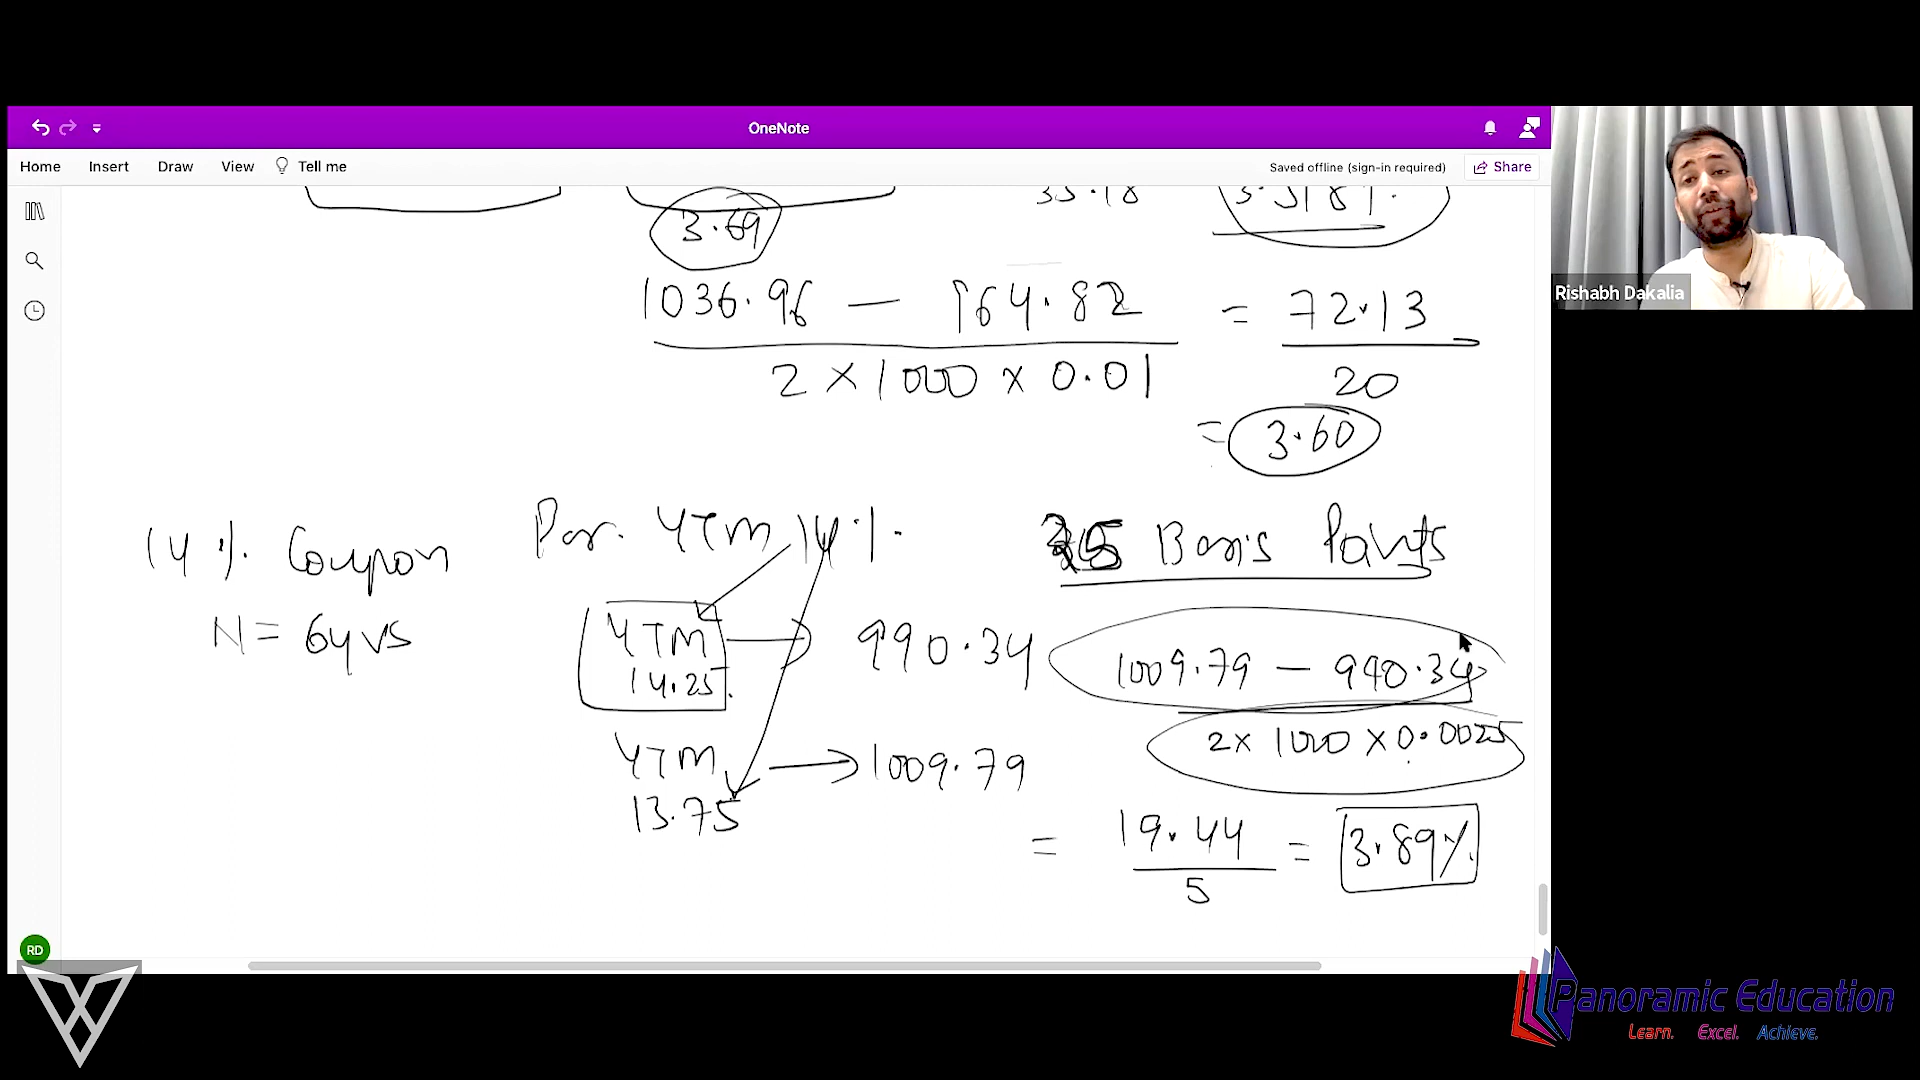 OneNote
Home Insert Draw View Tell me
Saved offline (sign-in required) Share
Rishabh Dakalia
3.69
1036.96 — 964.82 = 72.13
2 × 1000 × 0.01 20
= 3.60
14 % Coupon
N = 6yrs
Par. YTM 14 %.
Basis Points
YTM 14.25 → 990.34
YTM 13.75 → 1009.79
1009.79 — 990.34
2 × 1000 × 0.0025
= 19.44 = 3.89%
5
RD
Panoramic Education
Learn. Excel. Achieve.